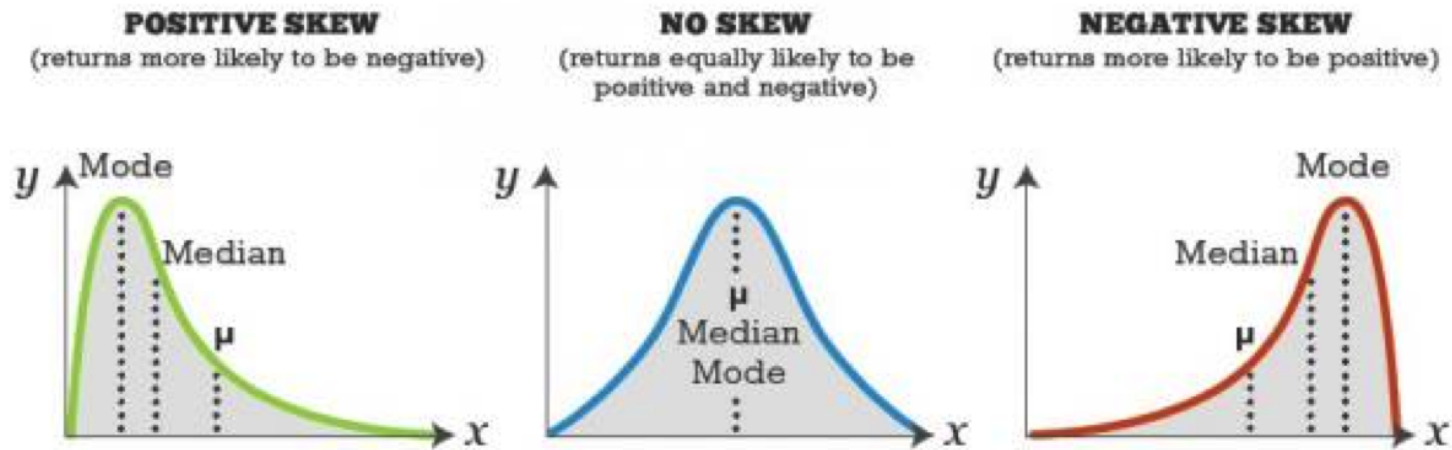 POSITIVE SKEW
(returns more likely to be negative)
y
Mode
Median
μ
x
NO SKEW
(returns equally likely to be
positive and negative)
y
μ
Median
Mode
x
NEGATIVE SKEW
(returns more likely to be positive)
y
Mode
Median
μ
x